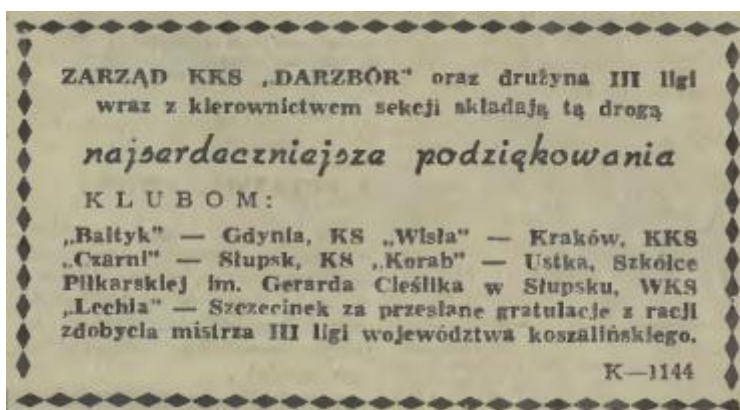 ZARZĄD KKS „DARZBÓR" oraz drużyna III ligi
wraz z kierownictwem sekcji składają tą drogą
najserdeczniejsze podziękowania
KLUBOM:
„Bałtyk" — Gdynia, KS „Wisła" — Kraków, KKS
„Czarni" — Słupsk, KS „Korab" — Ustka, Szkółce
Piłkarskiej im. Gerarda Cieślika w Słupsku, WKS
„Lechia" — Szczecinek za przesłane gratulacje z racji
zdobycia mistrza III ligi województwa koszalińskiego.
K—1144